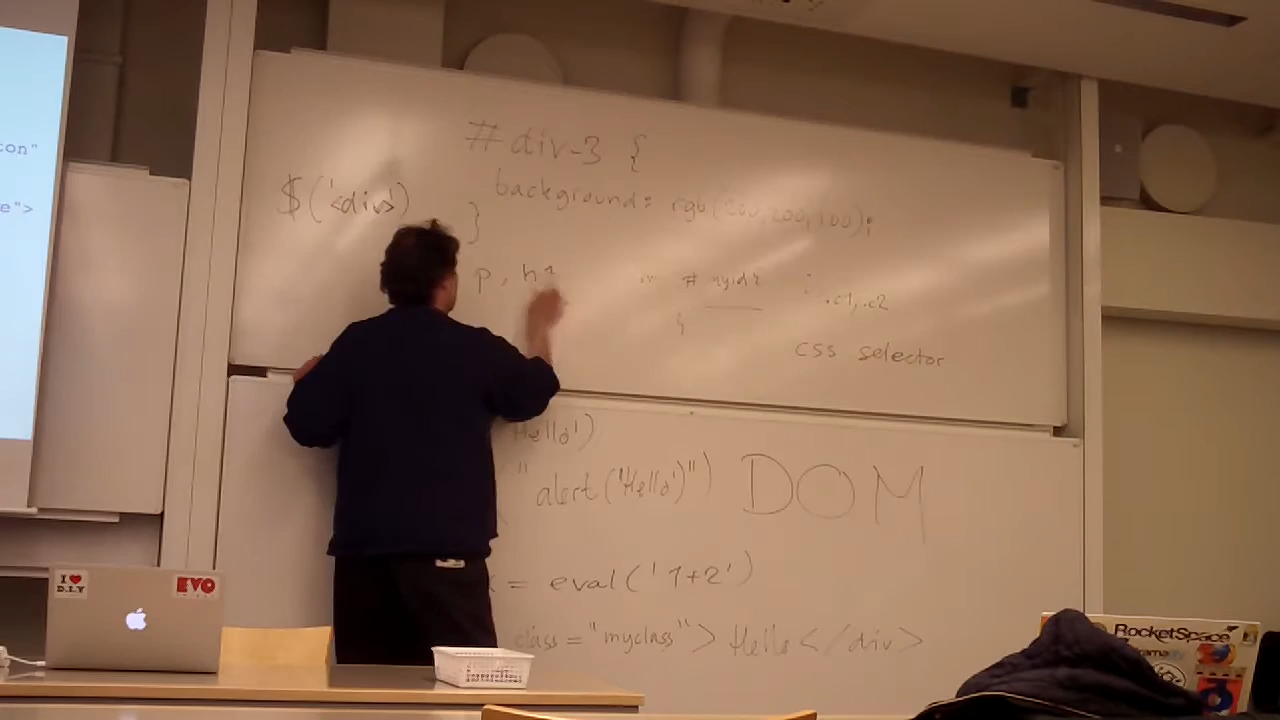 con"
e">
#div-3 {
background: rgb(200,200,100);
$('<div>)
}
p, h1
# myid2
.c1, .c2
{
css selector
Hello')
"alert('Hello')")
DOM
= eval('1+2')
class="myclass"> Hello</div>
I ♥
D.I.Y
EVO
RocketSpace